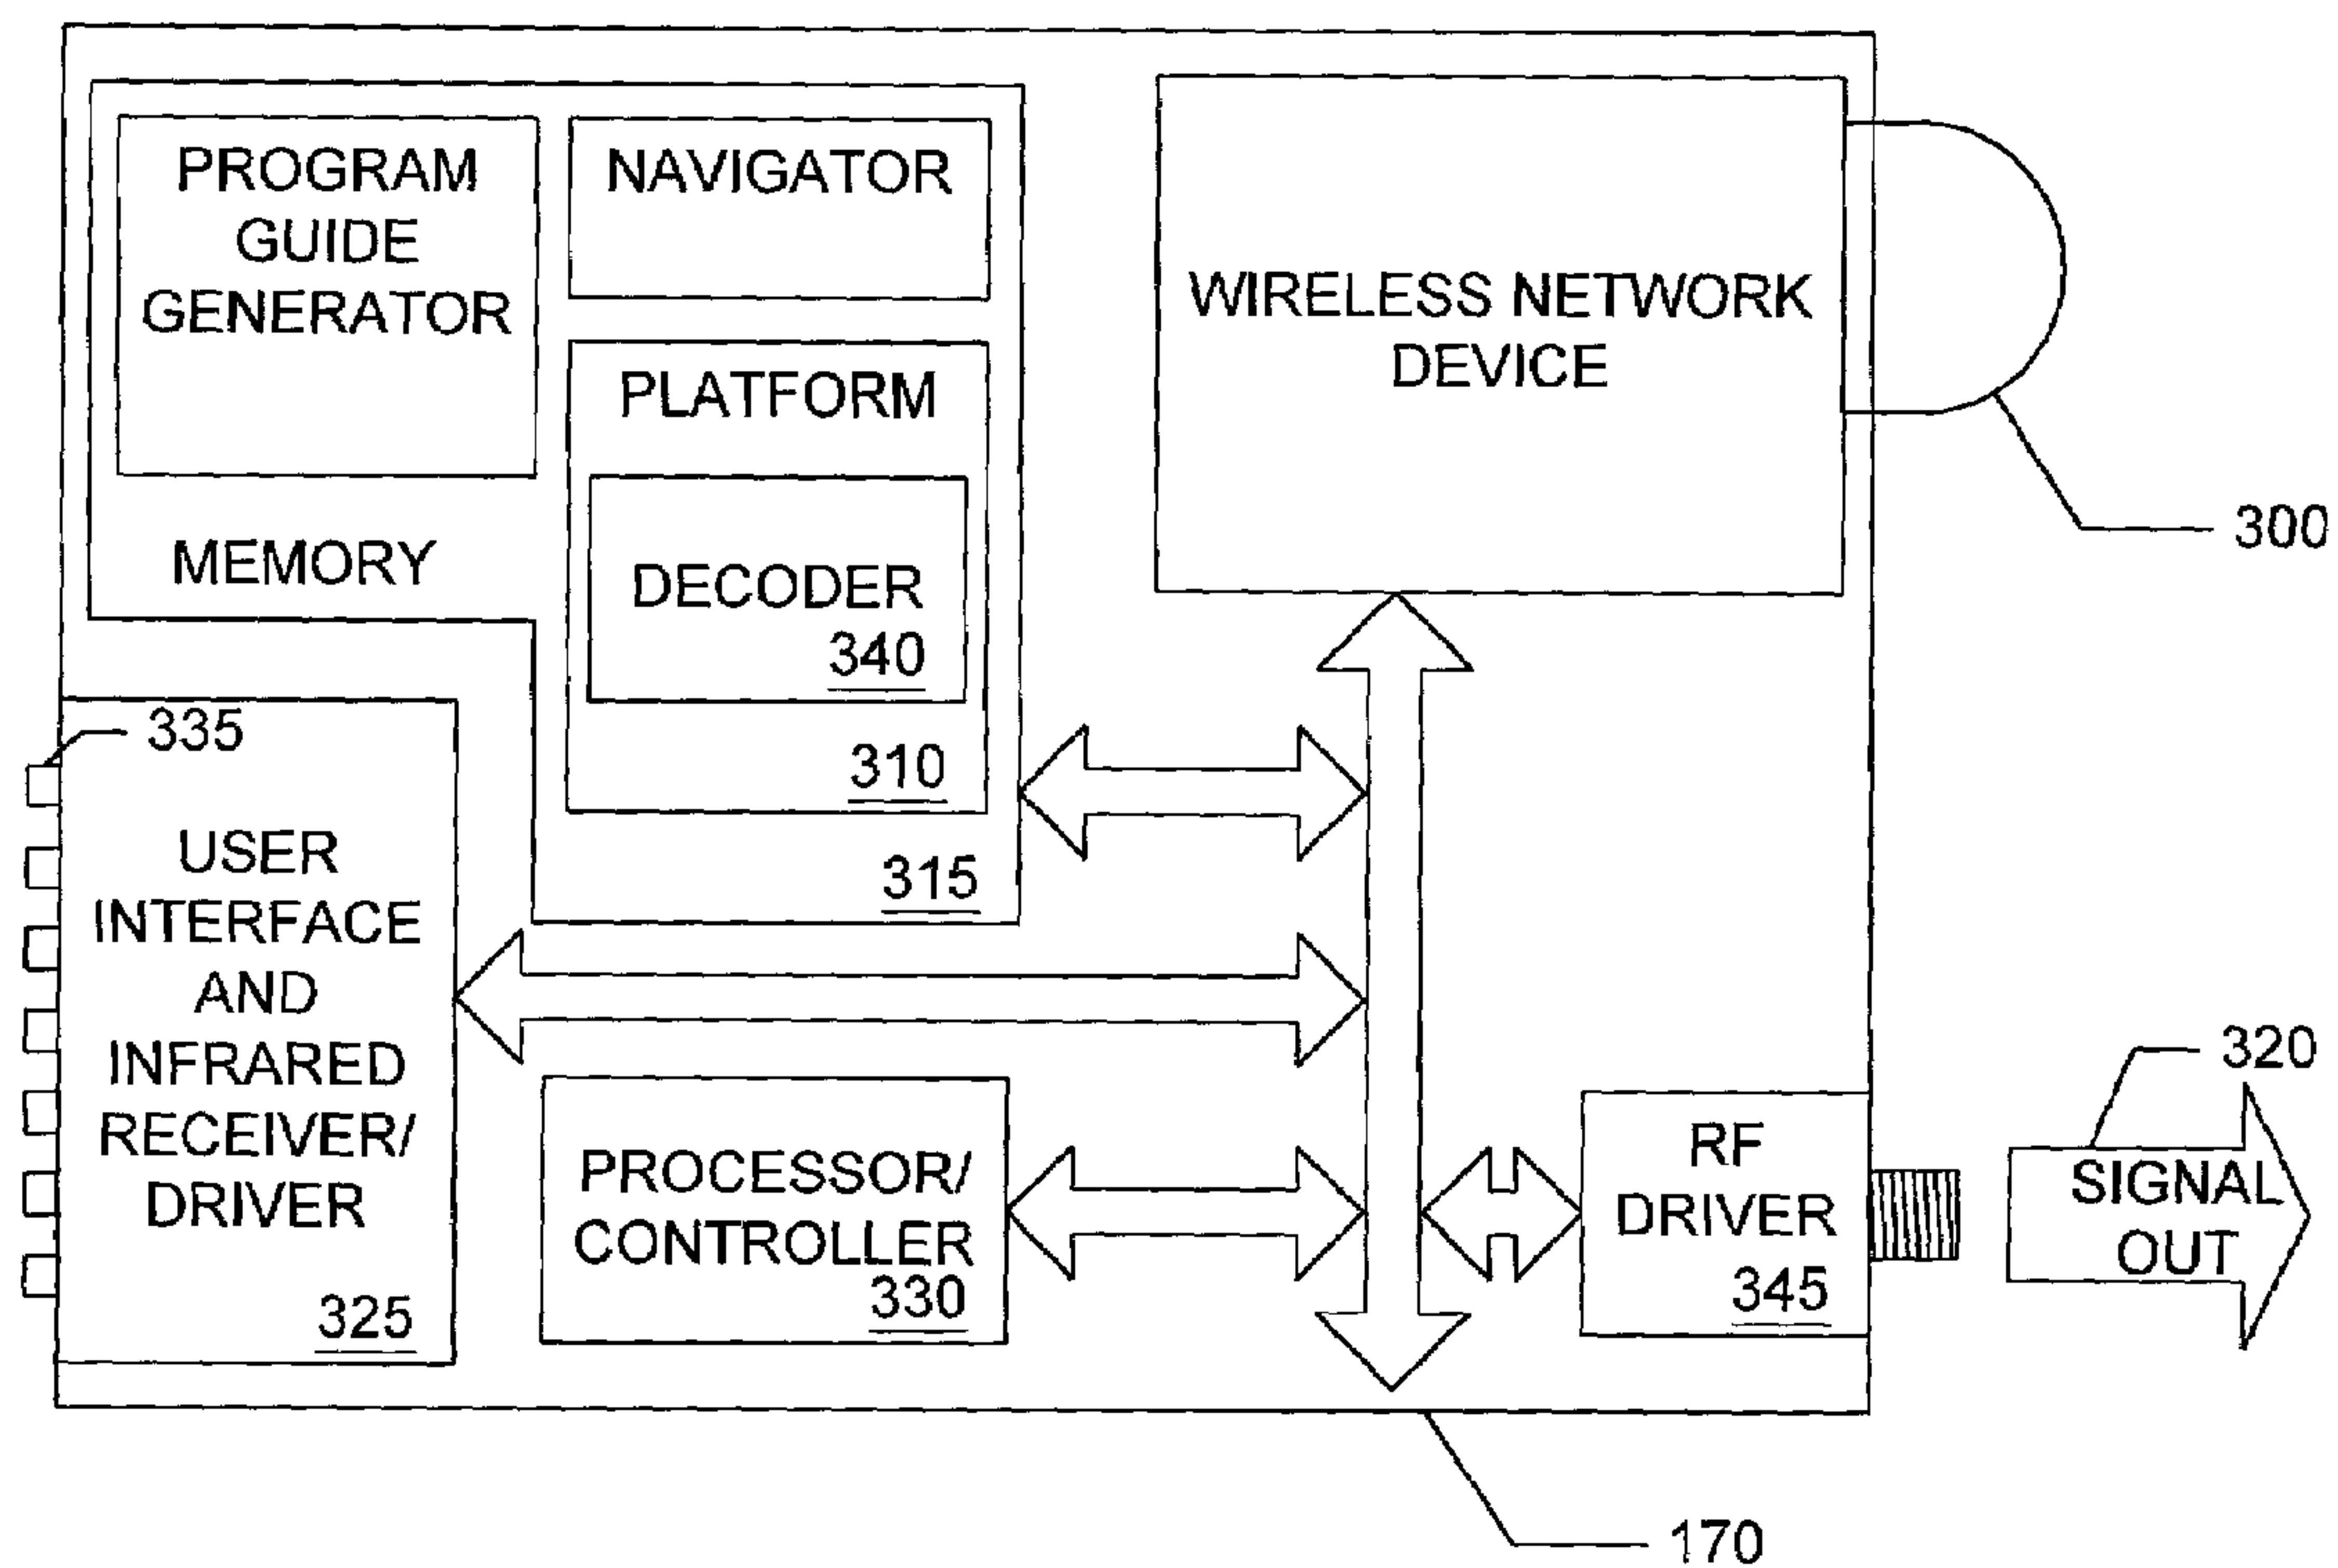 PROGRAM
GUIDE
GENERATOR
NAVIGATOR
PLATFORM
DECODER
340
310
MEMORY
315
WIRELESS NETWORK
DEVICE
300
335
USER
INTERFACE
AND
INFRARED
RECEIVER/
DRIVER
325
PROCESSOR/
CONTROLLER
330
RF
DRIVER
345
320
SIGNAL
OUT
170